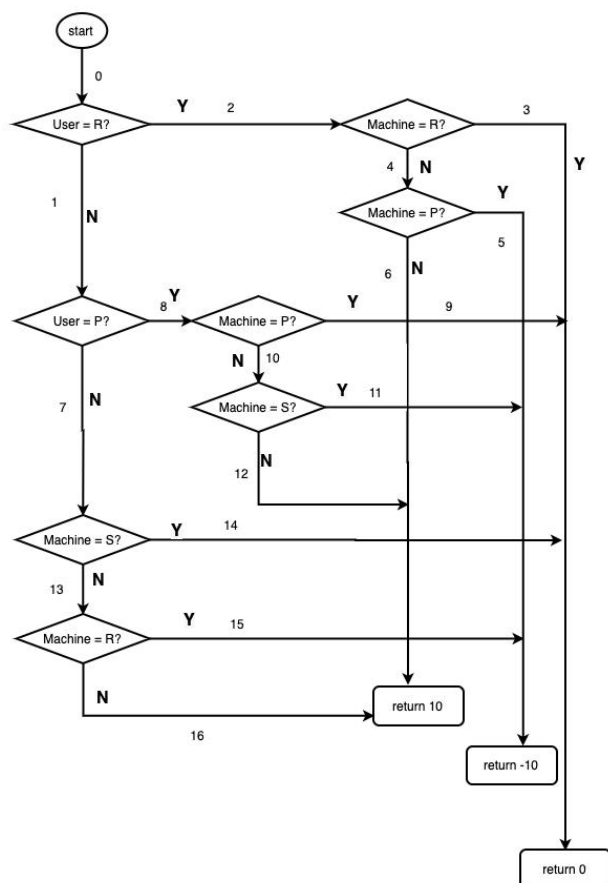 start
0
User = R?
Y
2
Machine = R?
3
Y
4
N
1
N
Machine = P?
Y
5
6
N
User = P?
Y
8
Machine = P?
Y
9
N
10
7
N
Machine = S?
Y
11
12
N
Machine = S?
Y
14
13
N
Machine = R?
Y
15
N
16
return 10
return -10
return 0